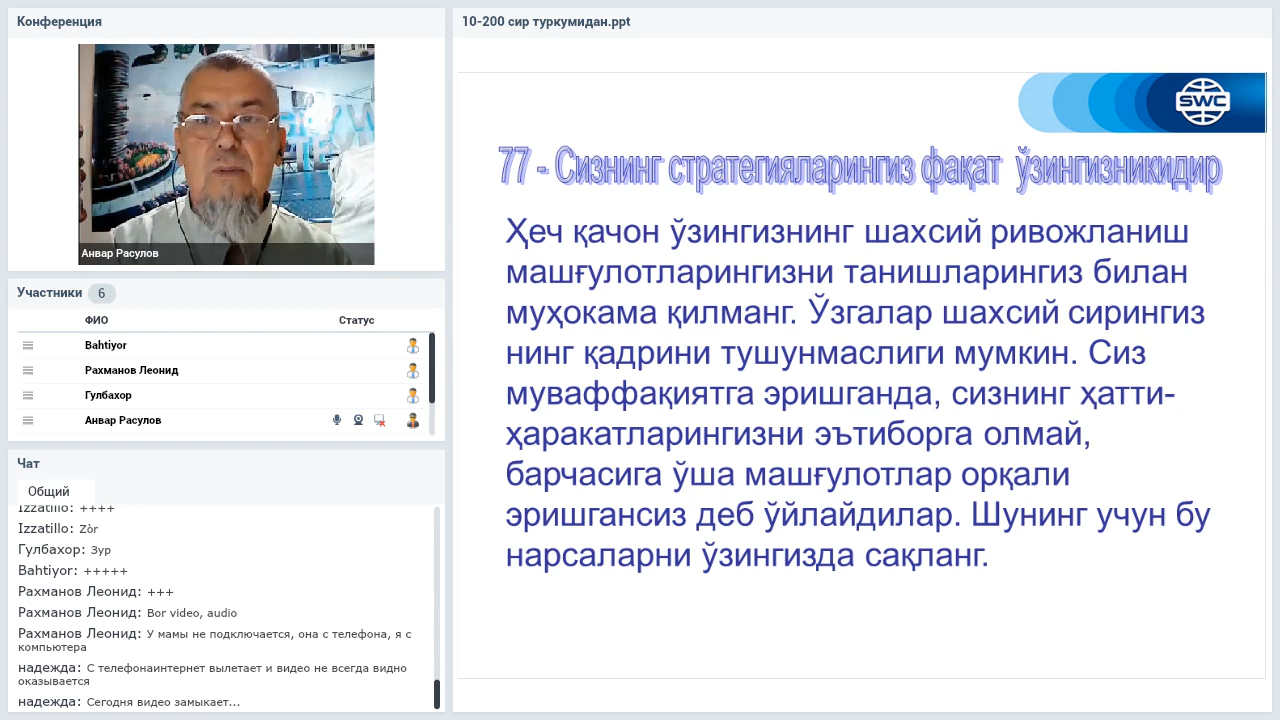 Конференция
Анвар Расулов
Участники 6
ФИО Статус
Bahtiyor
Рахманов Леонид
Гулбахор
Анвар Расулов
Чат
Общий
Izzatillo: ++++
Izzatillo: Zòr
Гулбахор: Зур
Bahtiyor: +++++
Рахманов Леонид: +++
Рахманов Леонид: Bor video, audio
Рахманов Леонид: У мамы не подключается, она с телефона, я с
компьютера
надежда: С телефонаинтернет вылетает и видео не всегда видно
оказывается
надежда: Сегодня видео замыкает...
10-200 сир туркумидан.ppt
SWC
77 - Сизнинг стратегияларингиз фақат ўзингизникидир
Ҳеч қачон ўзингизнинг шахсий ривожланиш
машғулотларингизни танишларингиз билан
муҳокама қилманг. Ўзгалар шахсий сирингиз
нинг қадрини тушунмаслиги мумкин. Сиз
муваффақиятга эришганда, сизнинг ҳатти-
ҳаракатларингизни эътиборга олмай,
барчасига ўша машғулотлар орқали
эришгансиз деб ўйлайдилар. Шунинг учун бу
нарсаларни ўзингизда сақланг.